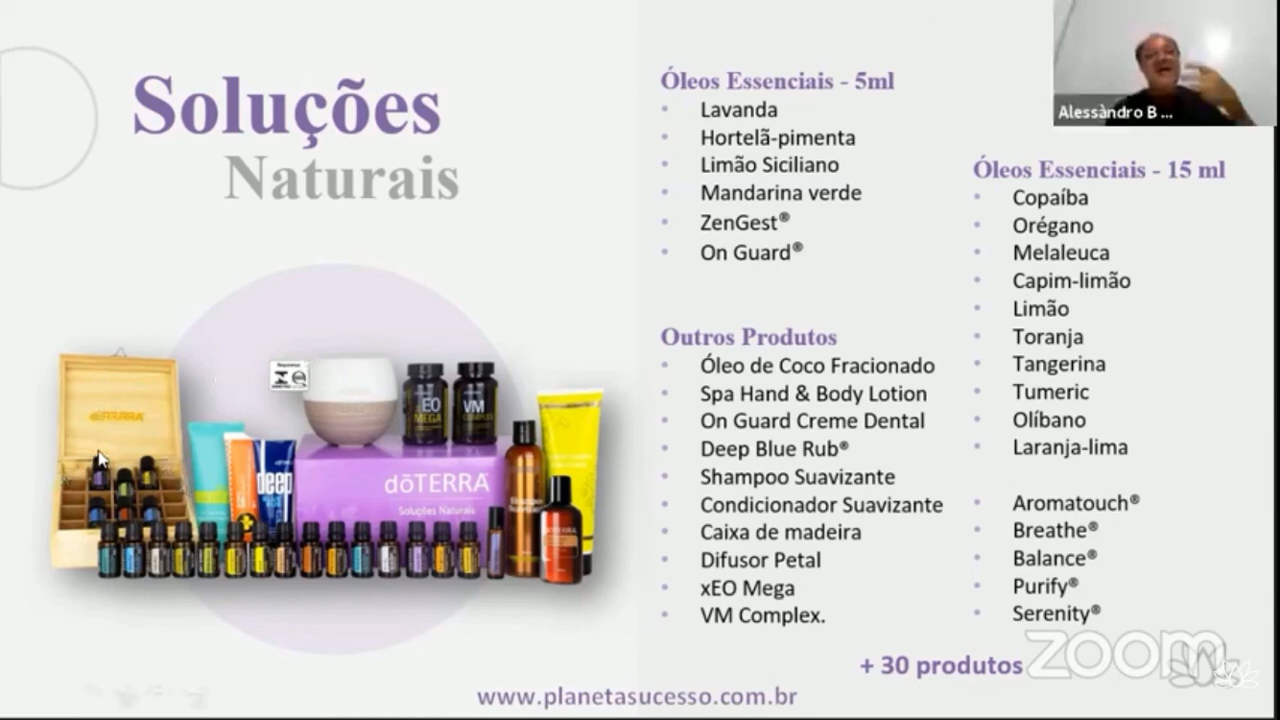 Soluções
Naturais
Óleos Essenciais - 5ml
Lavanda
Hortelã-pimenta
Limão Siciliano
Mandarina verde
ZenGest®
On Guard®
Outros Produtos
Óleo de Coco Fracionado
Spa Hand & Body Lotion
On Guard Creme Dental
Deep Blue Rub®
Shampoo Suavizante
Condicionador Suavizante
Caixa de madeira
Difusor Petal
xEO Mega
VM Complex.
Alessàndro B ...
Óleos Essenciais - 15 ml
Copaíba
Orégano
Melaleuca
Capim-limão
Limão
Toranja
Tangerina
Tumeric
Olíbano
Laranja-lima
Aromatouch®
Breathe®
Balance®
Purify®
Serenity®
+ 30 produtos
zoom
www.planetasucesso.com.br
dōTERRA
Soluções Naturais
deep
xEO
MEGA
VM